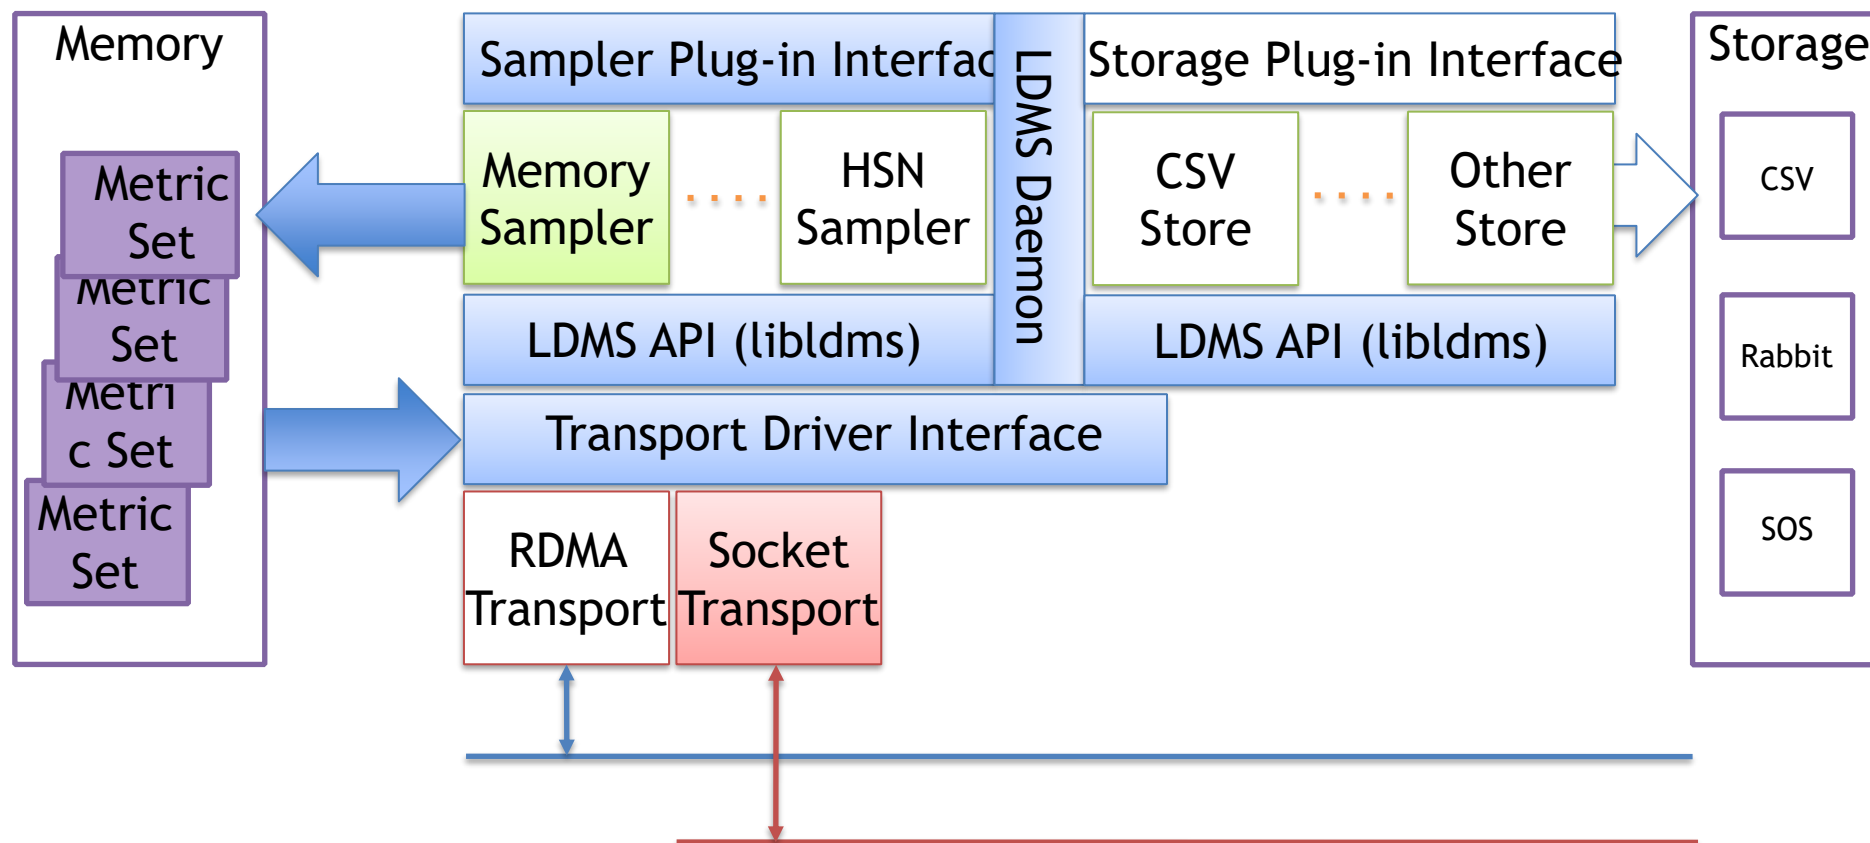 Memory
Metric
Set
Metric
Set
Metri
c Set
Metric
Set
Sampler Plug-in Interfac
LDMS Daemon
Storage Plug-in Interface
Memory
Sampler
....
HSN
Sampler
CSV
Store
....
Other
Store
LDMS API (libldms)
LDMS API (libldms)
Transport Driver Interface
RDMA
Transport
Socket
Transport
Storage
CSV
Rabbit
SOS